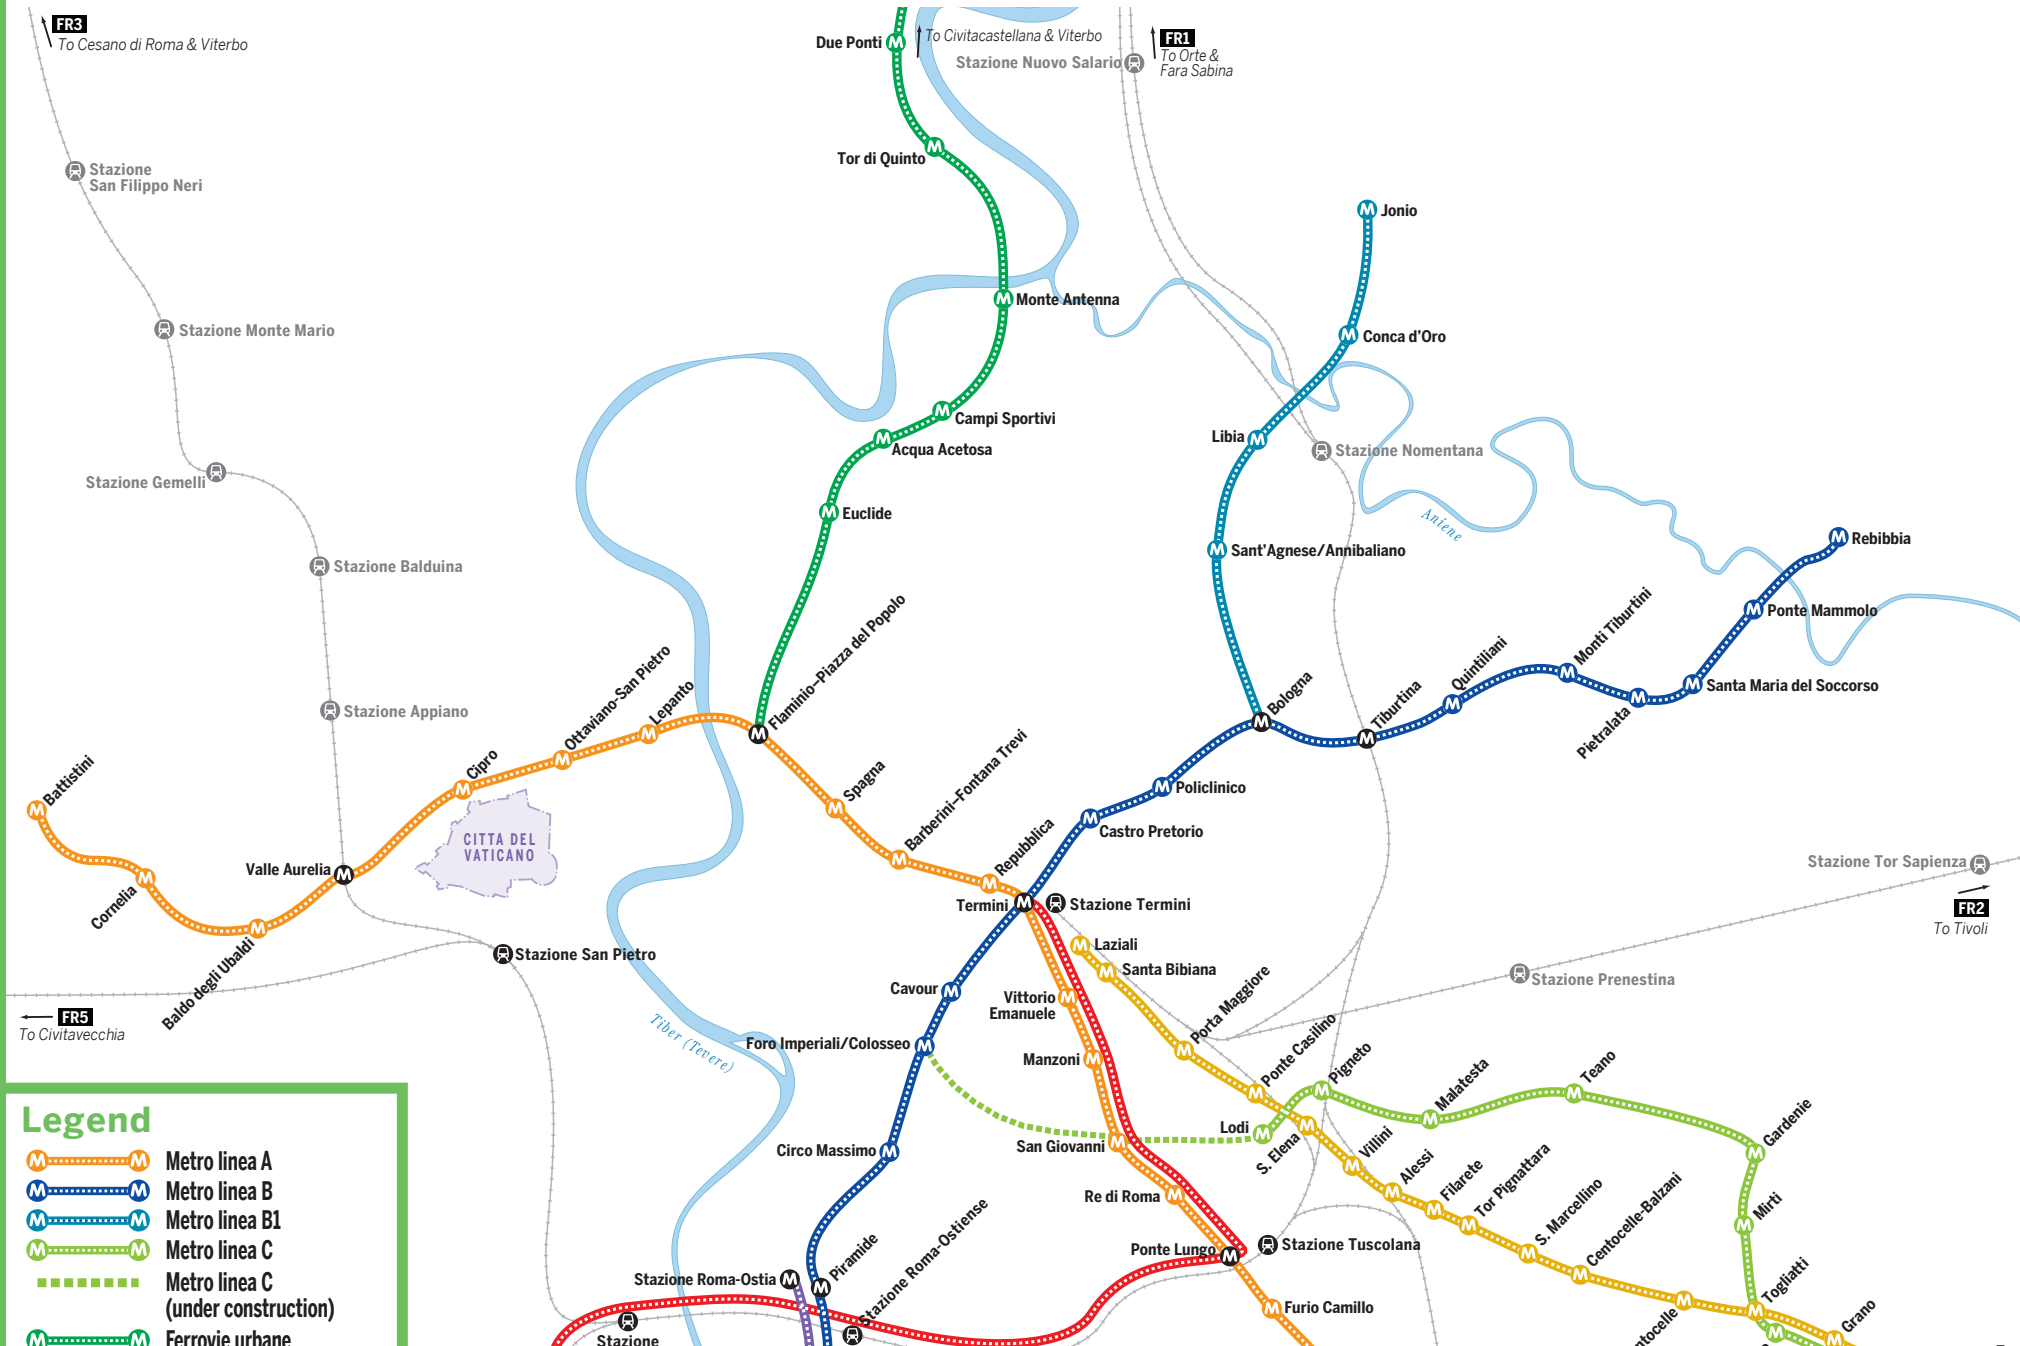 FR3
To Cesano di Roma & Viterbo
Due Ponti
To Civitacastellana & Viterbo
Stazione Nuovo Salario
FR1
To Orte &
Fara Sabina
Tor di Quinto
Stazione
San Filippo Neri
Jonio
Monte Antenna
Stazione Monte Mario
Conca d'Oro
Campi Sportivi
Acqua Acetosa
Libia
Stazione Nomentana
Stazione Gemelli
Euclide
Aniene
Rebibbia
Sant'Agnese/Annibaliano
Stazione Balduina
Ponte Mammolo
Monti Tiburtini
Flaminio–Piazza del Popolo
Ottaviano–San Pietro
Lepanto
Quintiliani
Bologna
Tiburtina
Santa Maria del Soccorso
Pietralata
Stazione Appiano
Battistini
Cipro
Spagna
Barberini–Fontana Trevi
Policlinico
Castro Pretorio
Repubblica
CITTA DEL
VATICANO
Valle Aurelia
Cornelia
Baldo degli Ubaldi
Termini
Stazione Termini
Stazione Tor Sapienza
FR2
To Tivoli
Stazione San Pietro
Laziali
Santa Bibiana
Stazione Prenestina
Cavour
Vittorio
Emanuele
Porta Maggiore
FR5
To Civitavecchia
Tiber (Tevere)
Foro Imperiali/Colosseo
Manzoni
Ponte Casilino
Pigneto
Malatesta
Teano
Gardenie
Lodi
S. Elena
Villini
San Giovanni
Circo Massimo
Alessi
Filarete
Tor Pignattara
S. Marcellino
Centocelle-Balzani
Mirti
Re di Roma
Ponte Lungo
Stazione Tuscolana
Stazione Roma-Ostia
Piramide
Stazione Roma-Ostiense
Furio Camillo
Togliatti
Grano
Stazione
Legend
Metro linea A
Metro linea B
Metro linea B1
Metro linea C
Metro linea C
(under construction)
Ferrovie urbane